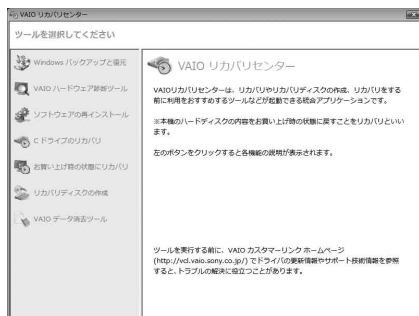 VAIO リカバリセンター
ツールを選択してください
Windows バックアップと復元
VAIO ハードウェア診断ツール
ソフトウェアの再インストール
C ドライブのリカバリ
お買い上げ時の状態にリカバリ
リカバリディスクの作成
VAIO データ消去ツール
VAIO リカバリセンター
VAIOリカバリセンターは、リカバリやリカバリディスクの作成、リカバリをする
前に利用をおすすめするツールなどが起動できる統合アプリケーションです。
※本機のハードディスクの内容をお買い上げ時の状態に戻すことをリカバリといい
ます。
左のボタンをクリックすると各機能の説明が表示されます。
ツールを実行する前に、VAIO カスタマーリンク ホームページ
(http://vcl.vaio.sony.co.jp/) でドライバの更新情報やサポート技術情報を参照
すると、トラブルの解決に役立つことがあります。